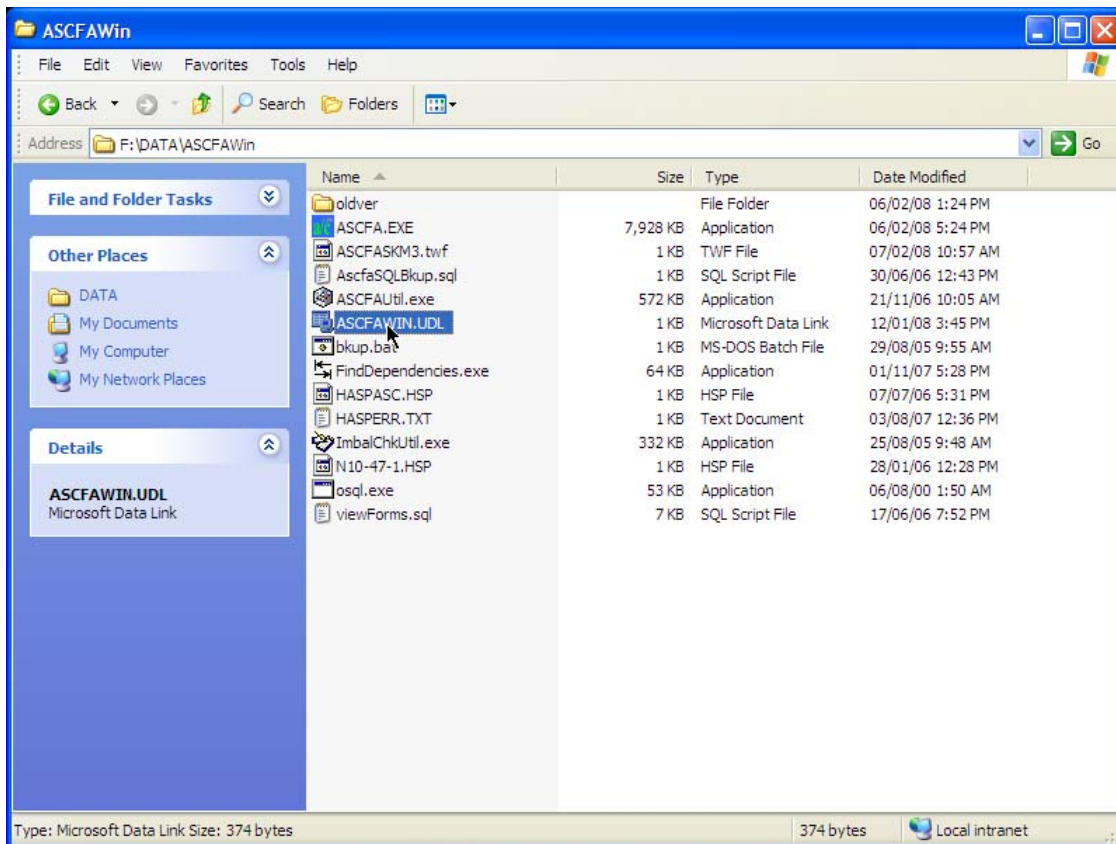 ASCFAWin
File Edit View Favorites Tools Help
Back Search Folders
Address F:\DATA\ASCFAWin Go
File and Folder Tasks
Other Places
DATA
My Documents
My Computer
My Network Places
Details
ASCFAWIN.UDL
Microsoft Data Link
Name Size Type Date Modified
oldver File Folder 06/02/08 1:24 PM
ASCFA.EXE 7,928 KB Application 06/02/08 5:24 PM
ASCFASKM3.twf 1 KB TWF File 07/02/08 10:57 AM
AscfaSQLBkup.sql 1 KB SQL Script File 30/06/06 12:43 PM
ASCFAUtil.exe 572 KB Application 21/11/06 10:05 AM
ASCFAWIN.UDL 1 KB Microsoft Data Link 12/01/08 3:45 PM
bkup.bat 1 KB MS-DOS Batch File 29/08/05 9:55 AM
FindDependencies.exe 64 KB Application 01/11/07 5:28 PM
HASPASC.HSP 1 KB HSP File 07/07/06 5:31 PM
HASPERR.TXT 1 KB Text Document 03/08/07 12:36 PM
ImbalChkUtil.exe 332 KB Application 25/08/05 9:48 AM
N10-47-1.HSP 1 KB HSP File 28/01/06 12:28 PM
osql.exe 53 KB Application 06/08/00 1:50 AM
viewForms.sql 7 KB SQL Script File 17/06/06 7:52 PM
Type: Microsoft Data Link Size: 374 bytes 374 bytes Local intranet